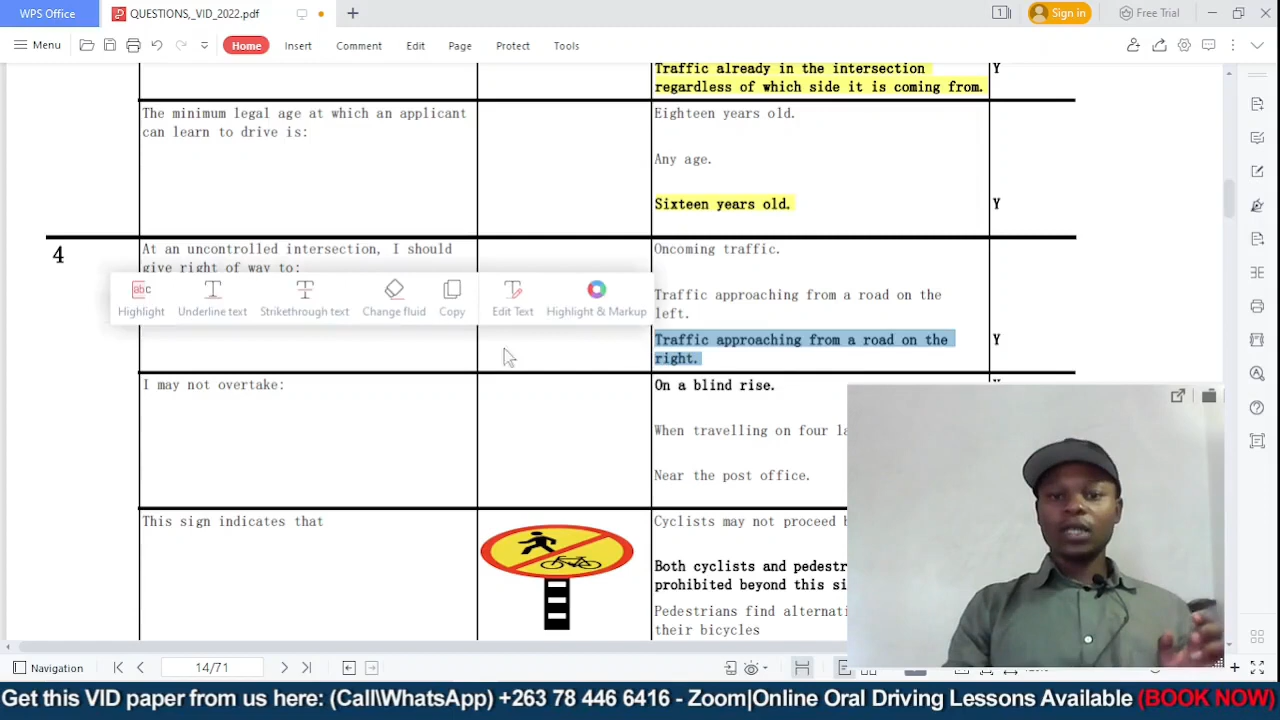 WPS Office
QUESTIONS,_VID_2022.pdf
Sign in
Free Trial
Menu
Home
Insert
Comment
Edit
Page
Protect
Tools
Traffic already in the intersection
regardless of which side it is coming from.
Y
The minimum legal age at which an applicant
can learn to drive is:
Eighteen years old.
Any age.
Sixteen years old.
Y
4
At an uncontrolled intersection, I should
give right of way to:
Oncoming traffic.
Highlight
Underline text
Strikethrough text
Change fluid
Copy
Edit Text
Highlight & Markup
Traffic approaching from a road on the
left.
Traffic approaching from a road on the
right.
Y
I may not overtake:
On a blind rise.
When travelling on four
Near the post office.
This sign indicates that
Cyclists may not proceed
Both cyclists and
prohibited beyond this
Pedestrians find
their bicycles
Navigation
14/71
Get this VID paper from us here: (Call\WhatsApp) +263 78 446 6416 - Zoom|Online Oral Driving Lessons Available (BOOK NOW)